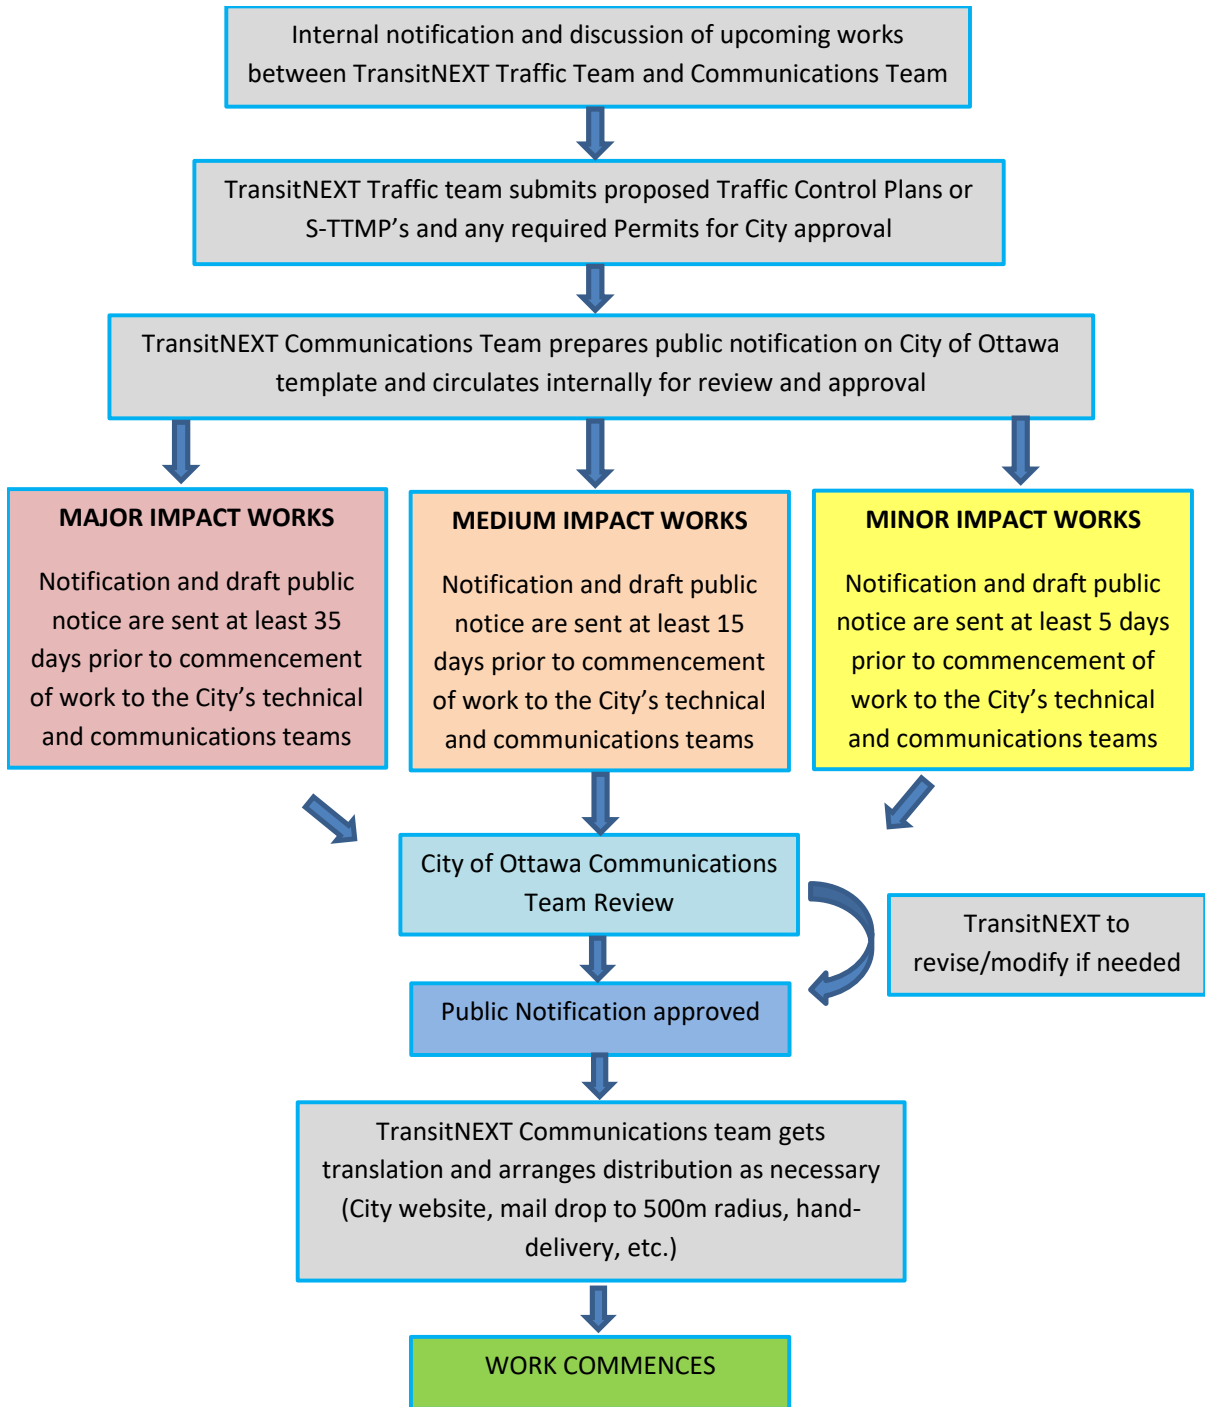 Internal notification and discussion of upcoming works
between TransitNEXT Traffic Team and Communications Team
TransitNEXT Traffic team submits proposed Traffic Control Plans or
S-TTMP’s and any required Permits for City approval
TransitNEXT Communications Team prepares public notification on City of Ottawa
template and circulates internally for review and approval
MAJOR IMPACT WORKS
Notification and draft public
notice are sent at least 35
days prior to commencement
of work to the City’s technical
and communications teams
MEDIUM IMPACT WORKS
Notification and draft public
notice are sent at least 15
days prior to commencement
of work to the City’s technical
and communications teams
MINOR IMPACT WORKS
Notification and draft public
notice are sent at least 5 days
prior to commencement of
work to the City’s technical
and communications teams
City of Ottawa Communications
Team Review
TransitNEXT to
revise/modify if needed
Public Notification approved
TransitNEXT Communications team gets
translation and arranges distribution as necessary
(City website, mail drop to 500m radius, hand-
delivery, etc.)
WORK COMMENCES